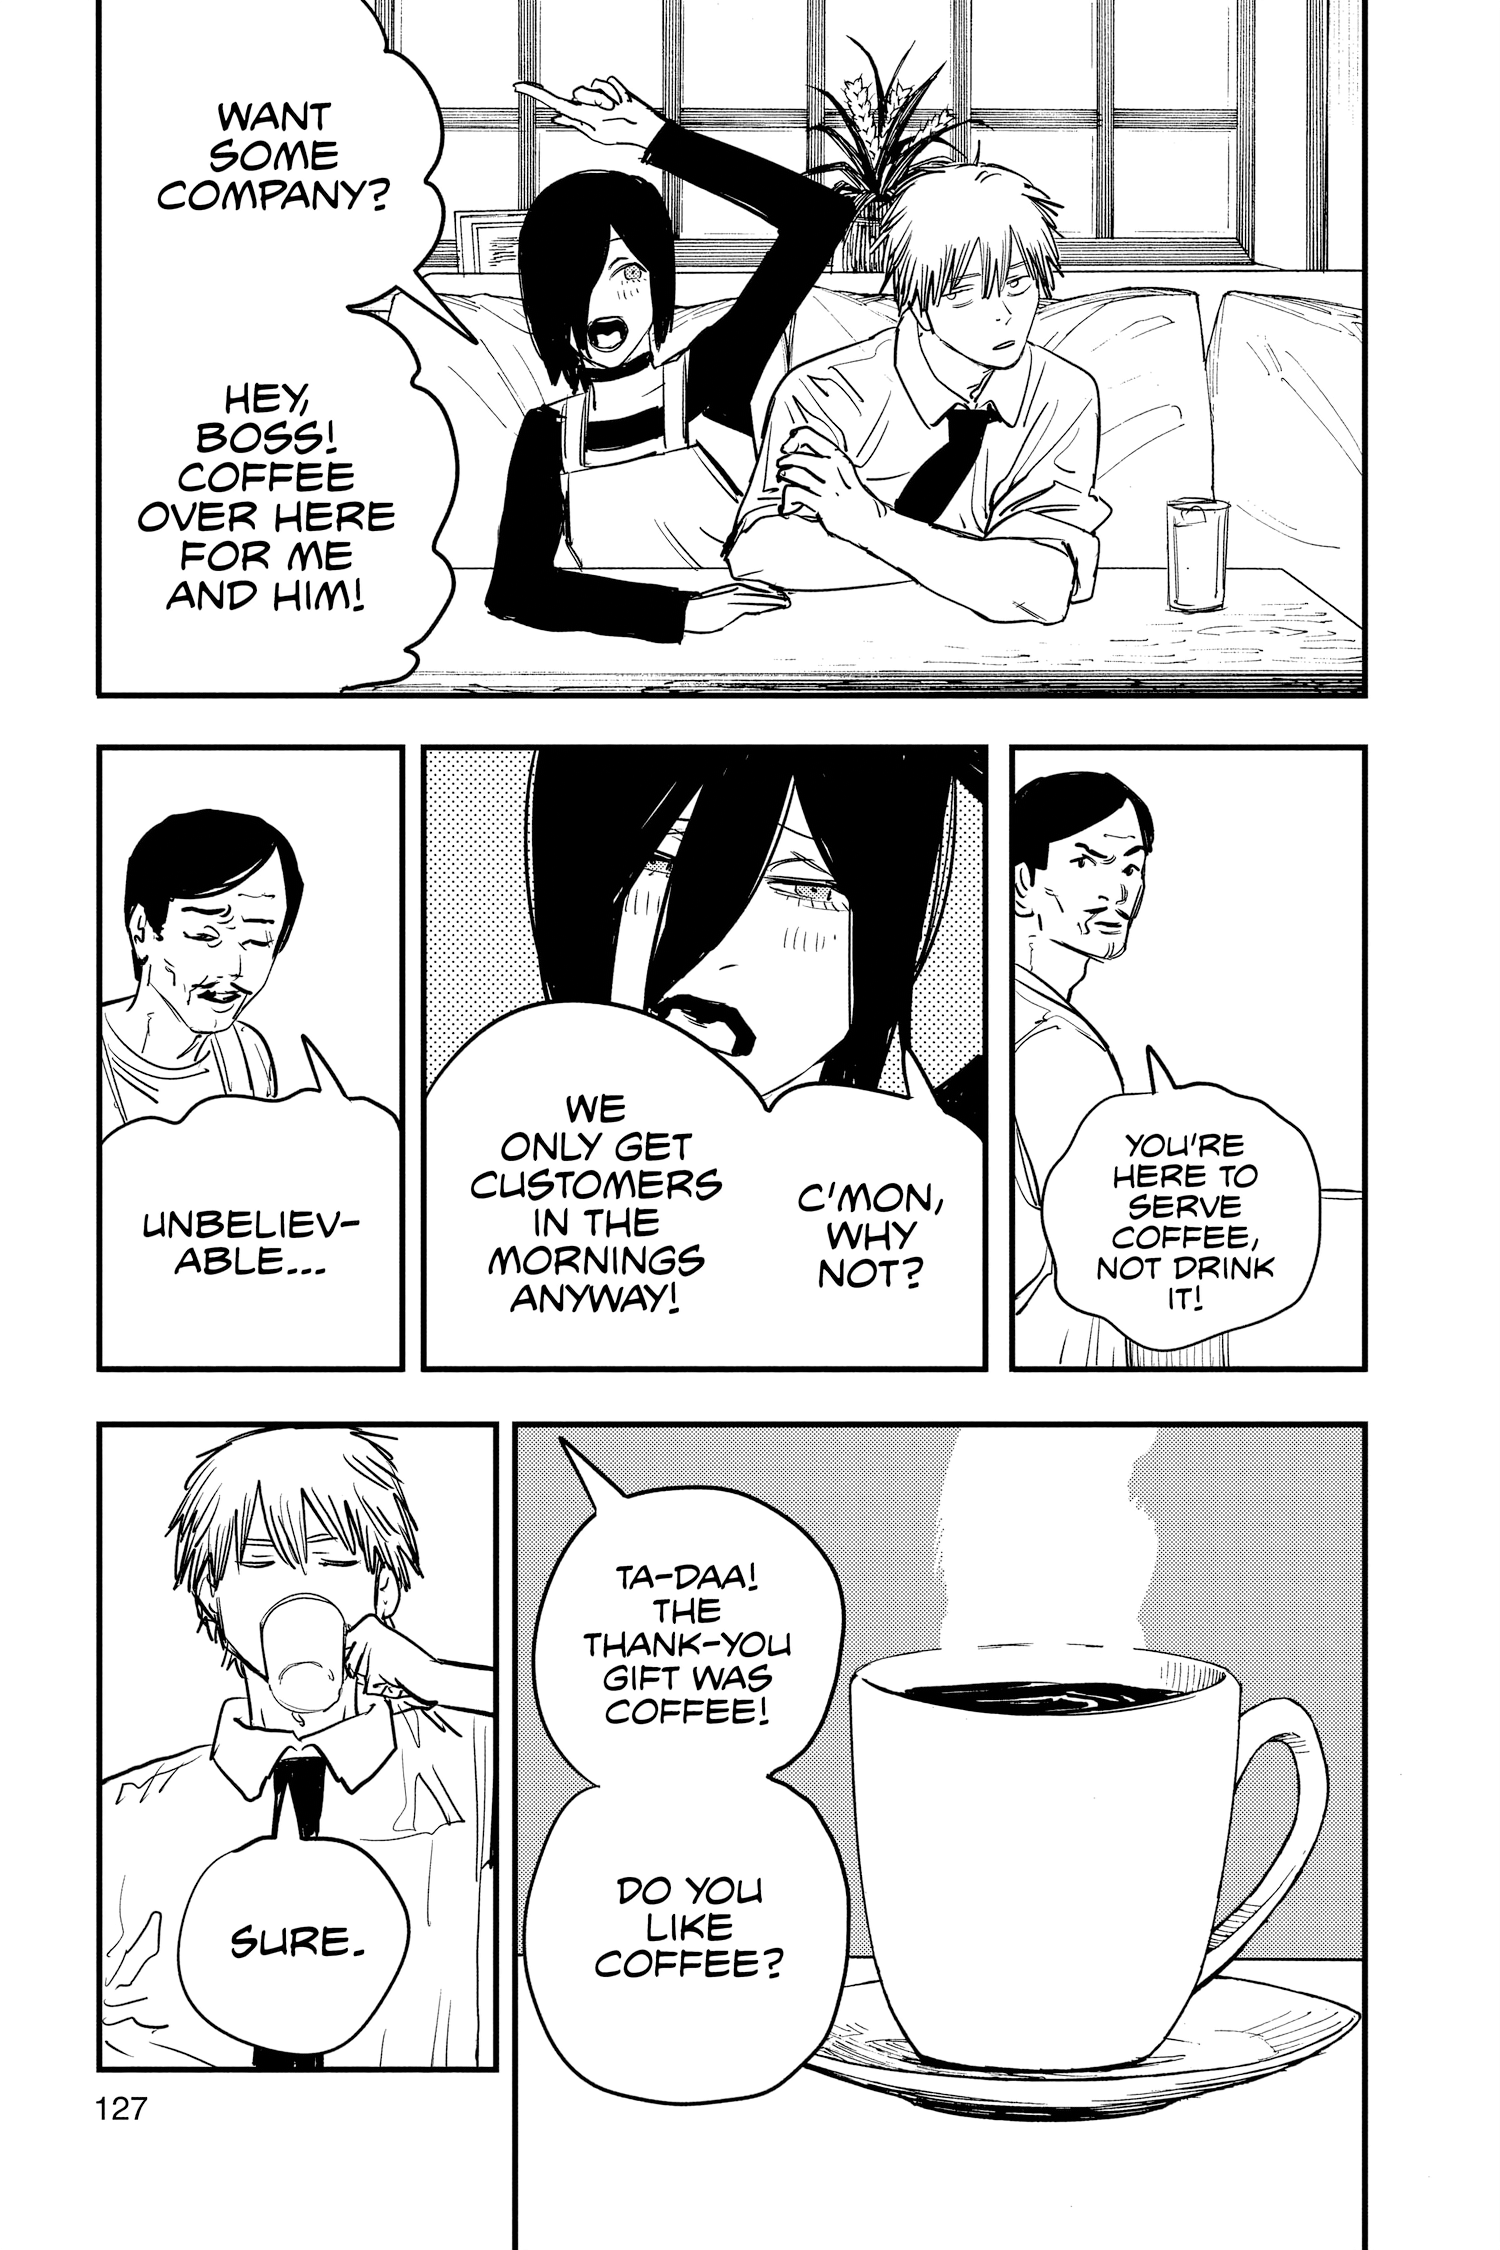 WANT
SOME
COMPANY?
HEY,
BOSS!
COFFEE
OVER HERE
FOR ME
AND HIM!
YOU'RE
HERE TO
SERVE
COFFEE,
NOT DRINK
IT!
C'MON,
WHY
NOT?
WE
ONLY GET
CUSTOMERS
IN THE
MORNINGS
ANYWAY!
UNBELIEV-
ABLE...
TA-DAA!
THE
THANK-YOU
GIFT WAS
COFFEE!
DO YOU
LIKE
COFFEE?
SURE.
127